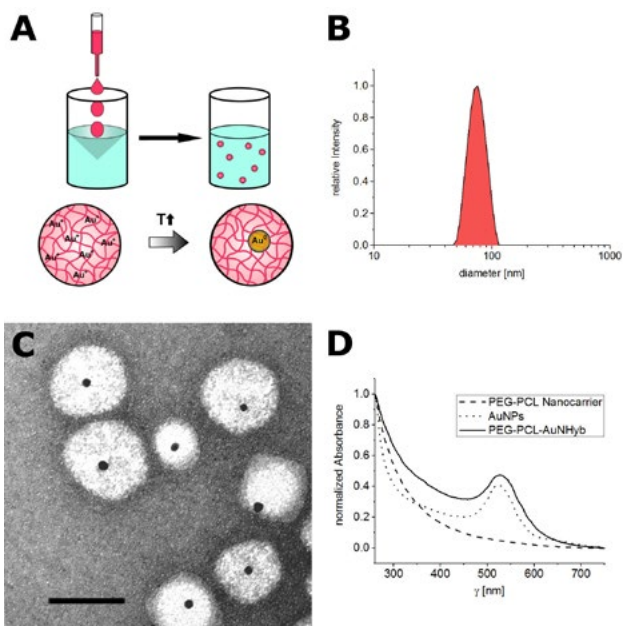 A
T⬆
Au⁺
Au⁺
Au⁺
Au⁺
Au⁺
Au⁺
Au⁺
Au⁰
B
relative Intensity
1.0
0.8
0.6
0.4
0.2
0.0
10
100
1000
diameter [nm]
C
D
normalized Absorbance
1.0
0.8
0.6
0.4
0.2
0.0
PEG-PCL Nanocarrier
AuNPs
PEG-PCL-AuNHyb
300
400
500
600
700
γ [nm]